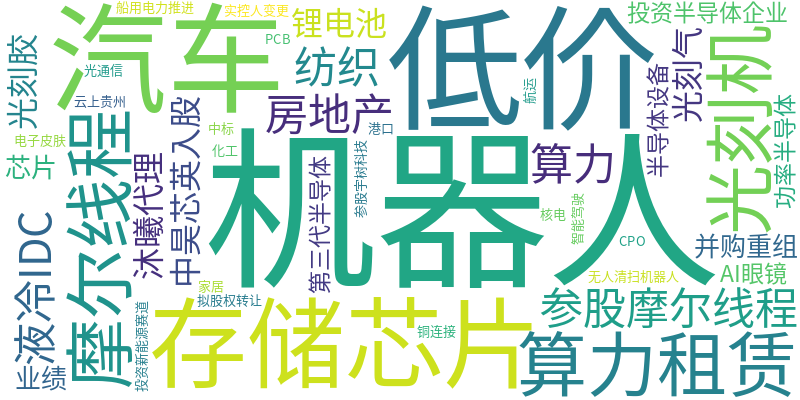 船用电力推进
实控人变更
锂电池
投资半导体企业
汽车
低价
PCB
光刻胶
光通信
纺织
光刻气
光刻机
云上贵州
航运
半导体设备
功率半导体
房地产
港口
中标
电子皮肤
化工
芯片
摩尔线程
沐曦代理
中昊芯英入股
机器人
算力
第三代半导体
参股宇树科技
核电
智能驾驶
CPO
并购重组
液冷IDC
AI眼镜
无人清扫机器人
家居
拟股权转让
参股摩尔线程
存储芯片
铜连接
算力租赁
业绩
投资新能源赛道